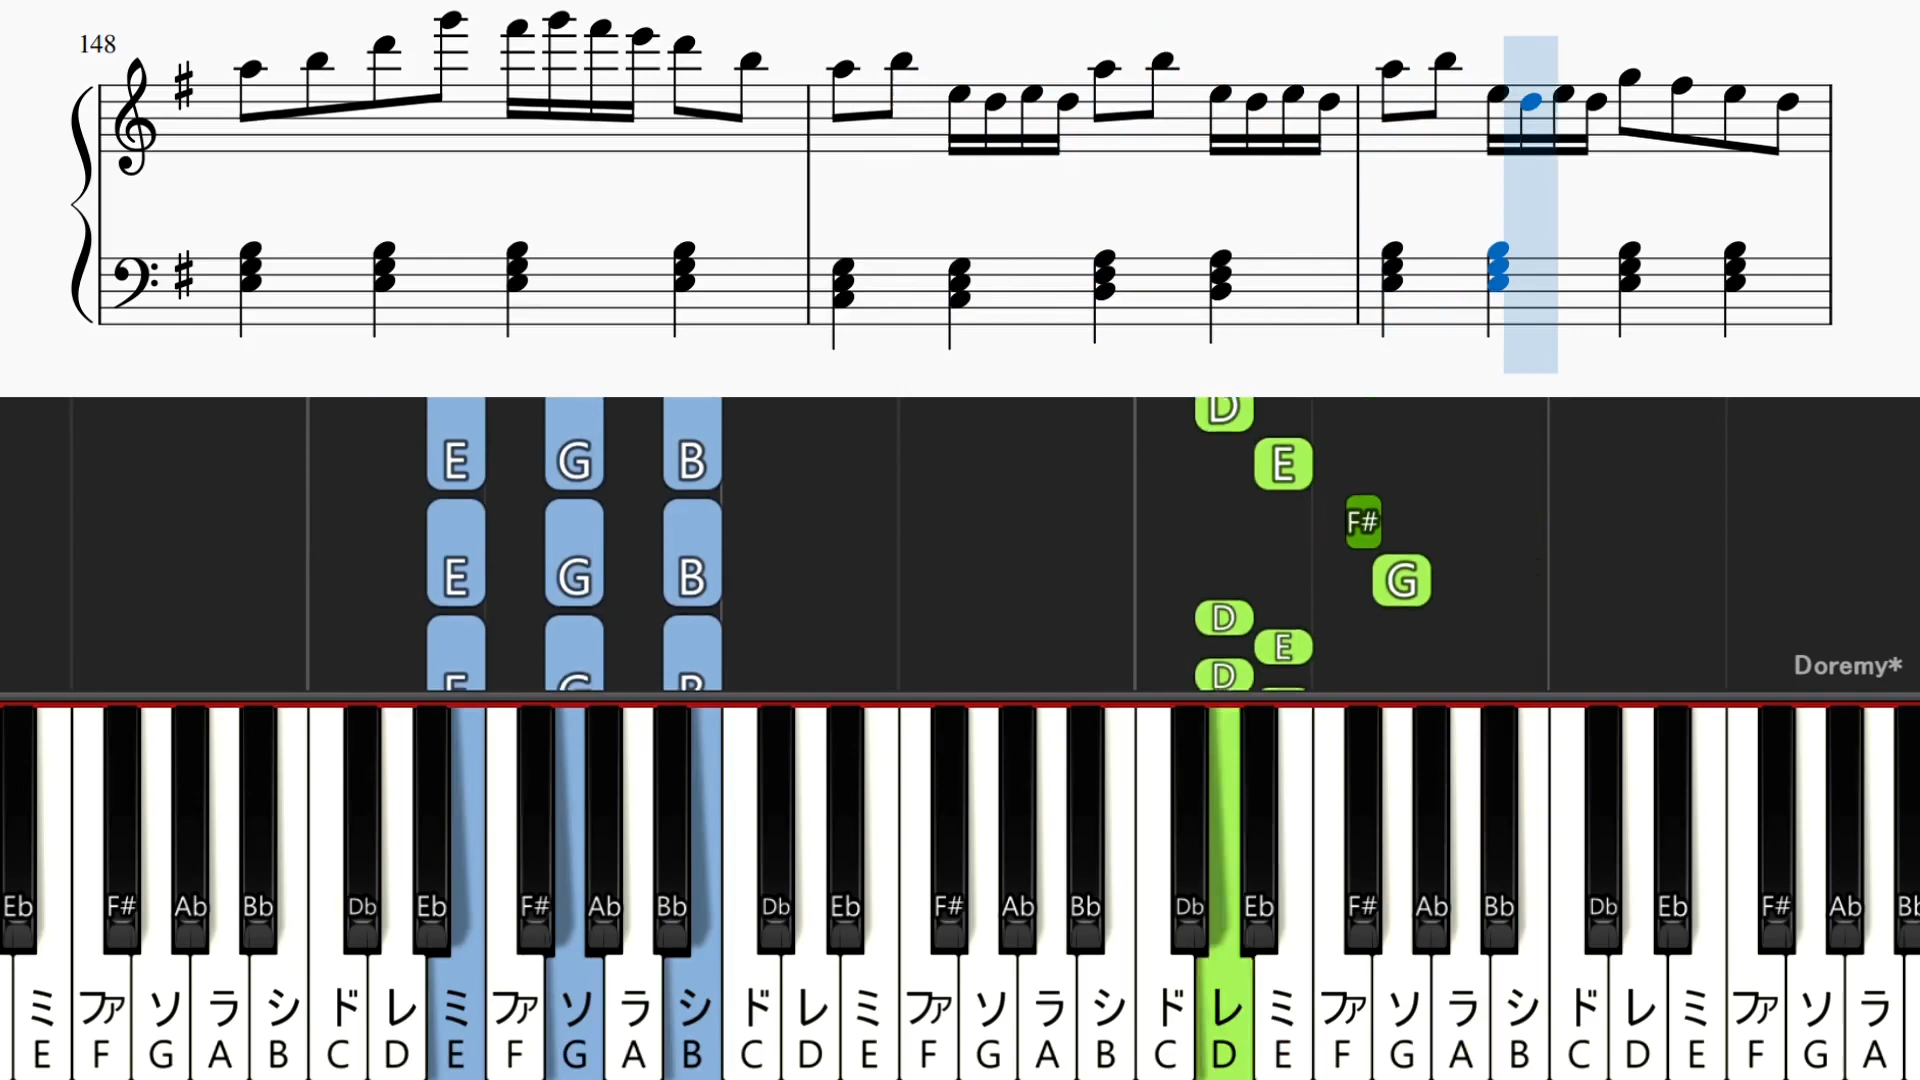 148
D
E G B E
F#
E G B G
D
E
E G B D
Doremy*
Eb F# Ab Bb Db Eb F# Ab Bb Db Eb F# Ab Bb Db Eb F# Ab Bb Db Eb F# Ab Bb
ミ ファ ソ ラ シ ド レ ミ ファ ソ ラ シ ド レ ミ ファ ソ ラ シ ド レ ミ ファ ソ ラ シ ド レ ミ ファ ソ ラ
E F G A B C D E F G A B C D E F G A B C D E F G A B C D E F G A